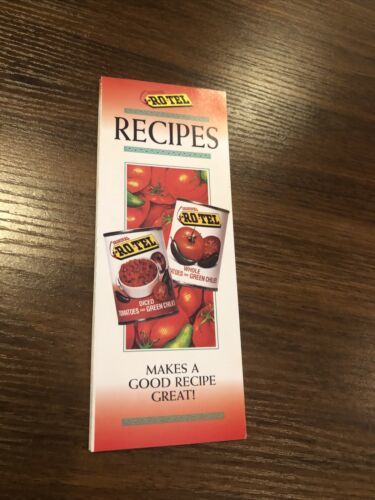 RO★TEL
RECIPES
RO★TEL
DICED
TOMATOES AND GREEN CHILIES
RO★TEL
WHOLE
TOMATOES AND GREEN CHILIES
MAKES A
GOOD RECIPE
GREAT!